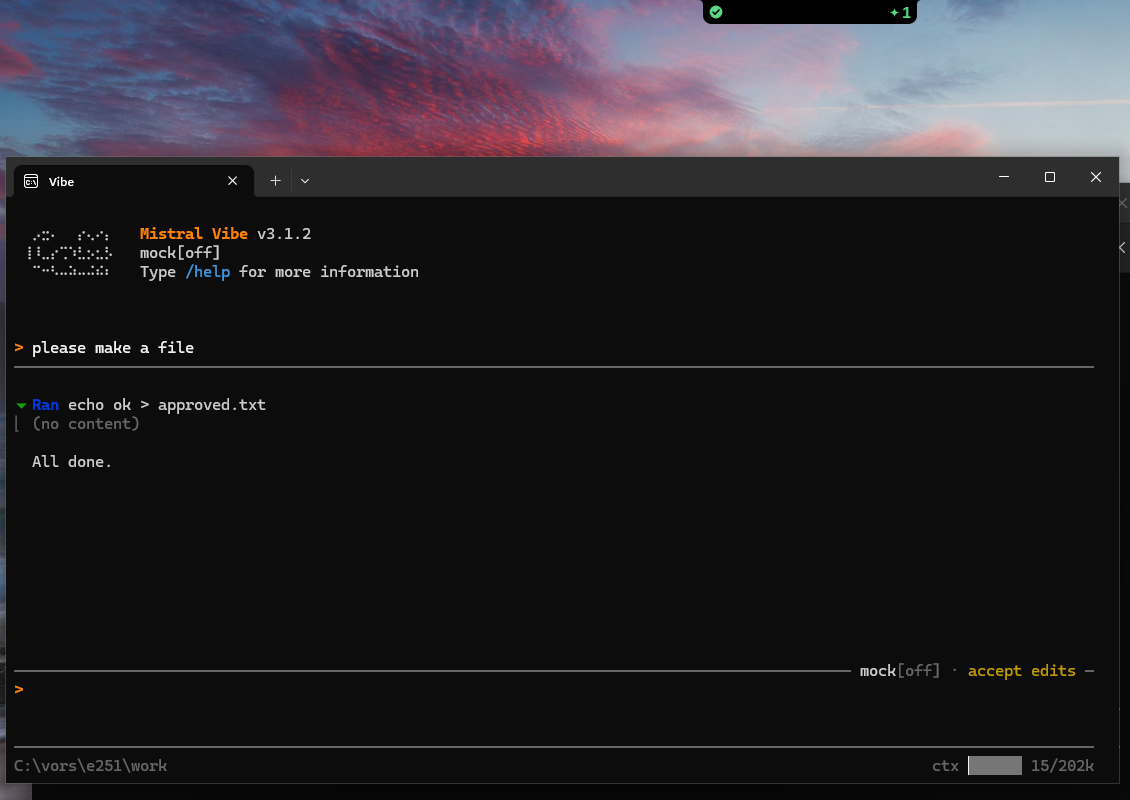 ✦ 1
Vibe
Mistral Vibe v3.1.2
mock[off]
Type /help for more information
> please make a file
Ran echo ok > approved.txt
(no content)
All done.
mock[off] · accept edits
>
C:\vors\e251\work
ctx 15/202k